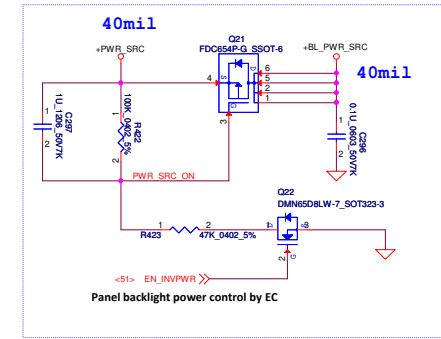 40mil
+PWR_SRC
Q21
FDC654P-G_SSOT-6
+BL_PWR_SRC
40mil
4
S
D
6
5
2
1
G
3
1
C297
1U_1206_50V7K
2
1
R422
100K_0402_5%
2
1
C296
0.1U_0603_50V7K
2
PWR_SRC_ON
Q22
DMN65D8LW-7_SOT323-3
1
2
R423
47K_0402_5%
G
2
<51> EN_INVPWR
Panel backlight power control by EC